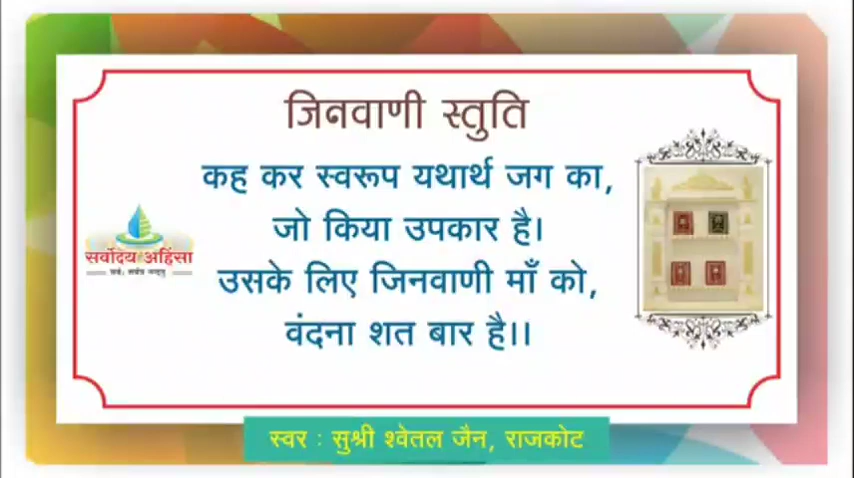 जिनवाणी स्तुति
कह कर स्वरूप यथार्थ जग का,
जो किया उपकार है।
उसके लिए जिनवाणी माँ को,
वंदना शत बार है।।
सर्वोदय अहिंसा
स्वर : सुश्री श्वेतल जैन, राजकोट